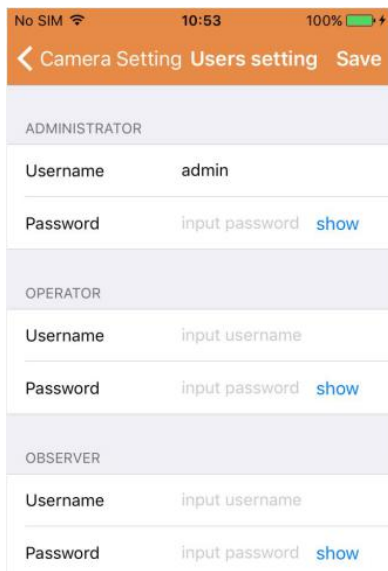 No SIM 10:53 100%
Camera Setting Users setting Save
ADMINISTRATOR
Username admin
Password input password show
OPERATOR
Username input username
Password input password show
OBSERVER
Username input username
Password input password show